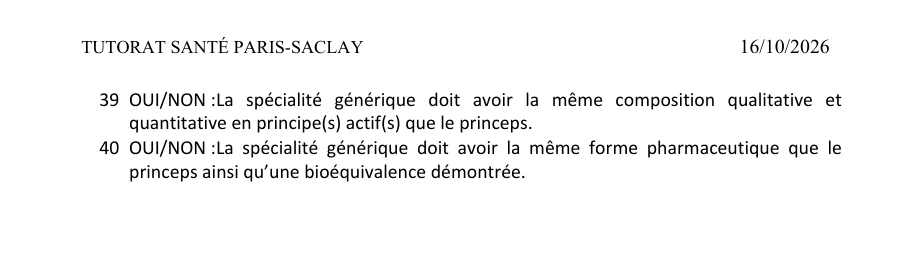 TUTORAT SANTÉ PARIS-SACLAY 16/10/2026
39 OUI/NON :La spécialité générique doit avoir la même composition qualitative et
quantitative en principe(s) actif(s) que le princeps.
40 OUI/NON :La spécialité générique doit avoir la même forme pharmaceutique que le
princeps ainsi qu’une bioéquivalence démontrée.